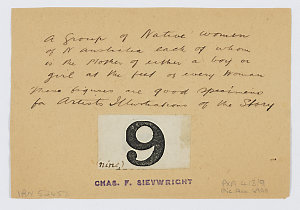 A Group of Native women
of N Australia each of whom
is the Mother of either a boy or
girl at the feet of every Woman
These figures are good specimens
for Artists Illustrations of the Story
9
nine
CHAS. F. SIEVWRIGHT